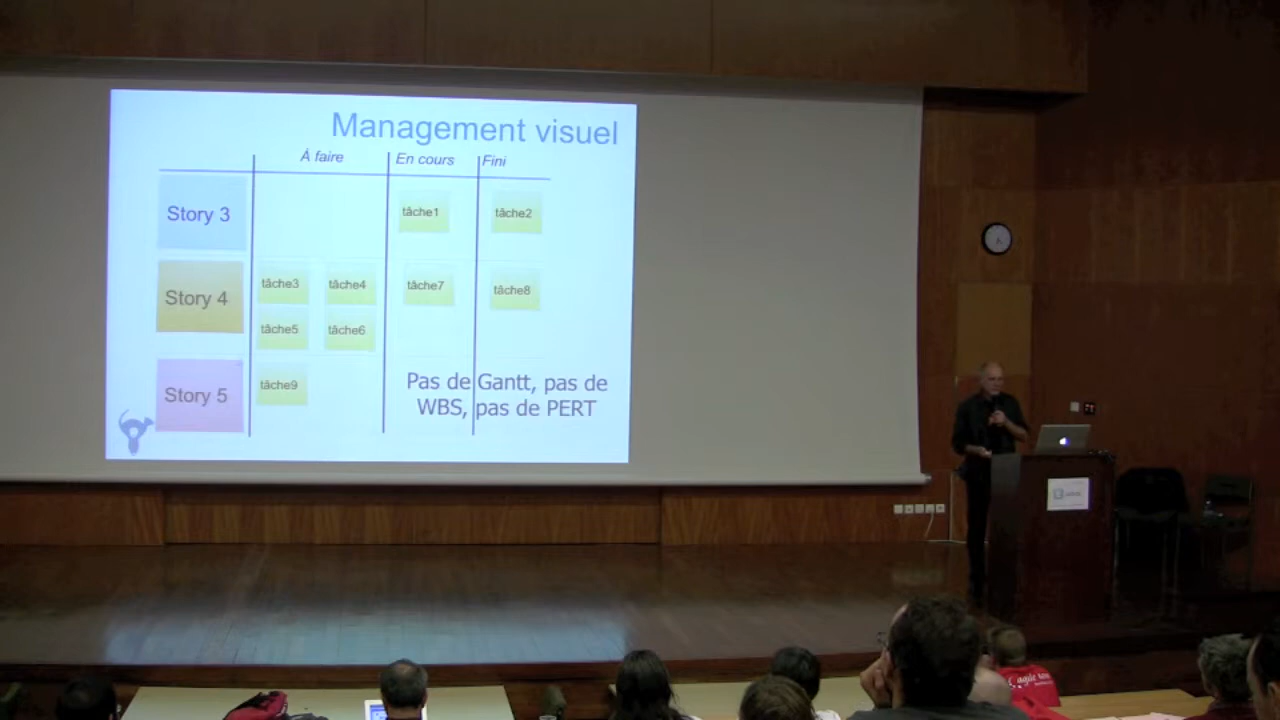 Management visuel
À faire En cours Fini
Story 3 tâche1 tâche2
Story 4 tâche3 tâche4 tâche7 tâche8
tâche5 tâche6
Story 5 tâche9
Pas de Gantt, pas de
WBS, pas de PERT
agile